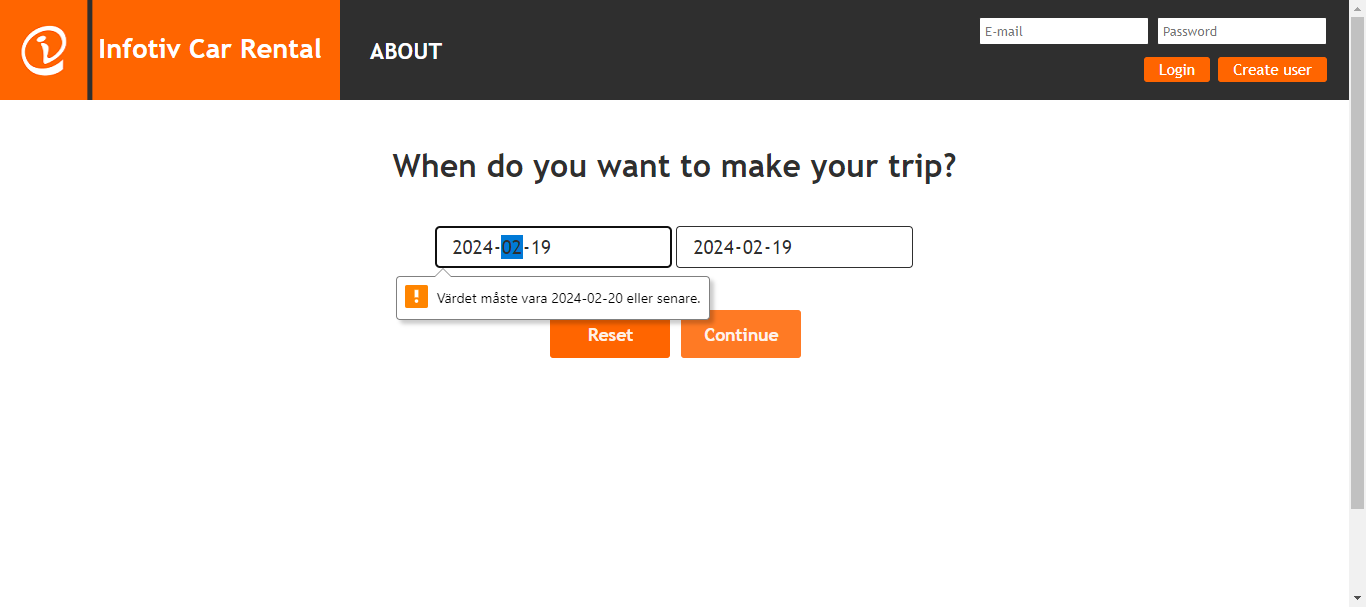 Infotiv Car Rental
ABOUT
E-mail
Password
Login
Create user
When do you want to make your trip?
2024-02-19
2024-02-19
Värdet måste vara 2024-02-20 eller senare.
Reset
Continue